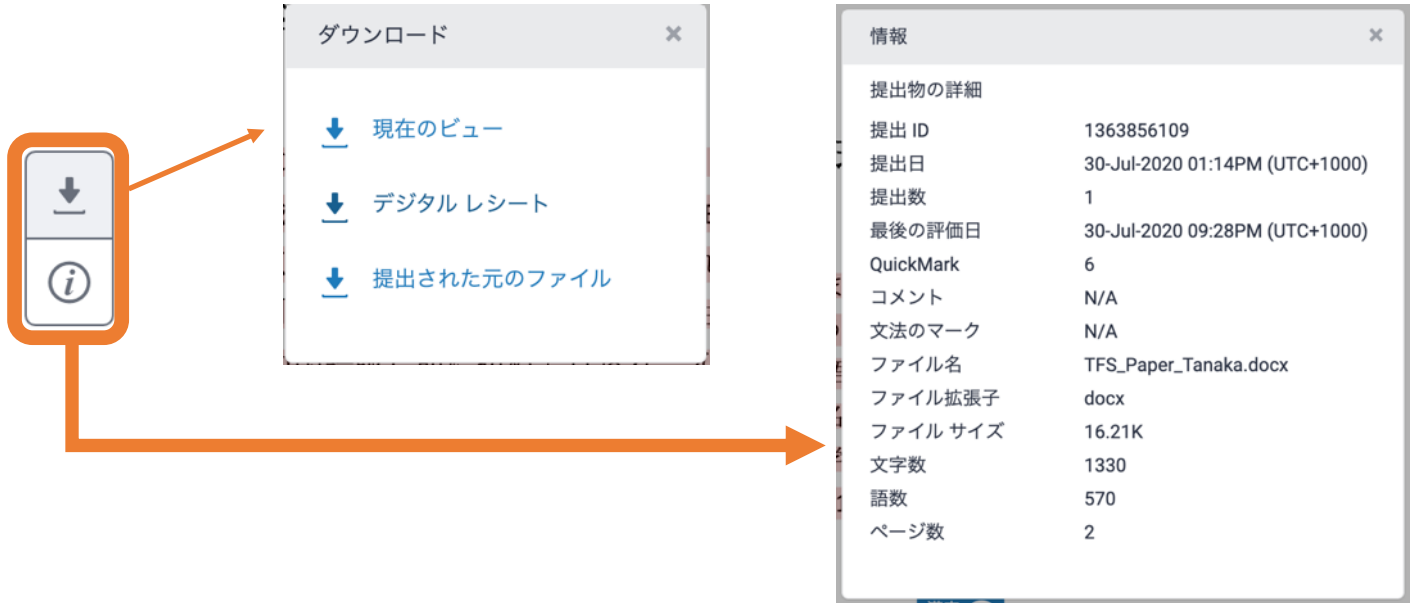 ダウンロード
現在のビュー
デジタル レシート
提出された元のファイル
情報
提出物の詳細
提出 ID 1363856109
提出日 30-Jul-2020 01:14PM (UTC+1000)
提出数 1
最後の評価日 30-Jul-2020 09:28PM (UTC+1000)
QuickMark 6
コメント N/A
文法のマーク N/A
ファイル名 TFS_Paper_Tanaka.docx
ファイル拡張子 docx
ファイル サイズ 16.21K
文字数 1330
語数 570
ページ数 2